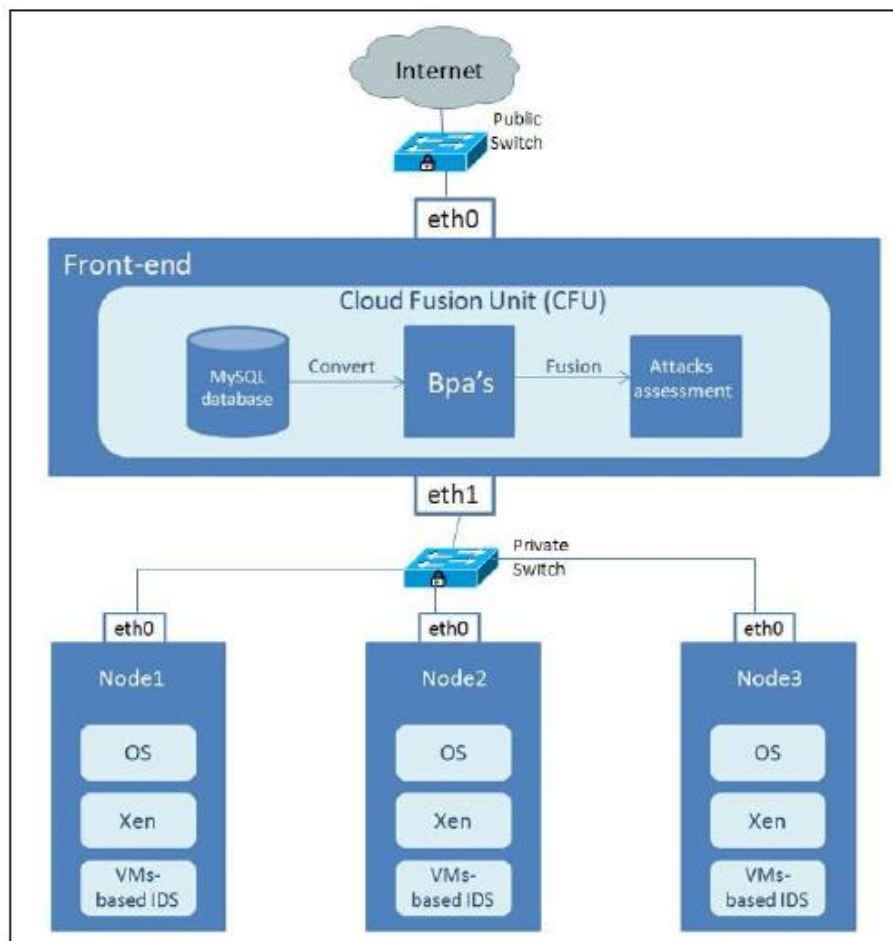 Internet
Public
Switch
eth0
Front-end
Cloud Fusion Unit (CFU)
MySQL
database
Convert
Bpa's
Fusion
Attacks
assessment
eth1
Private
Switch
eth0
eth0
eth0
Node1
Node2
Node3
OS
OS
OS
Xen
Xen
Xen
VMs-
based IDS
VMs-
based IDS
VMs-
based IDS